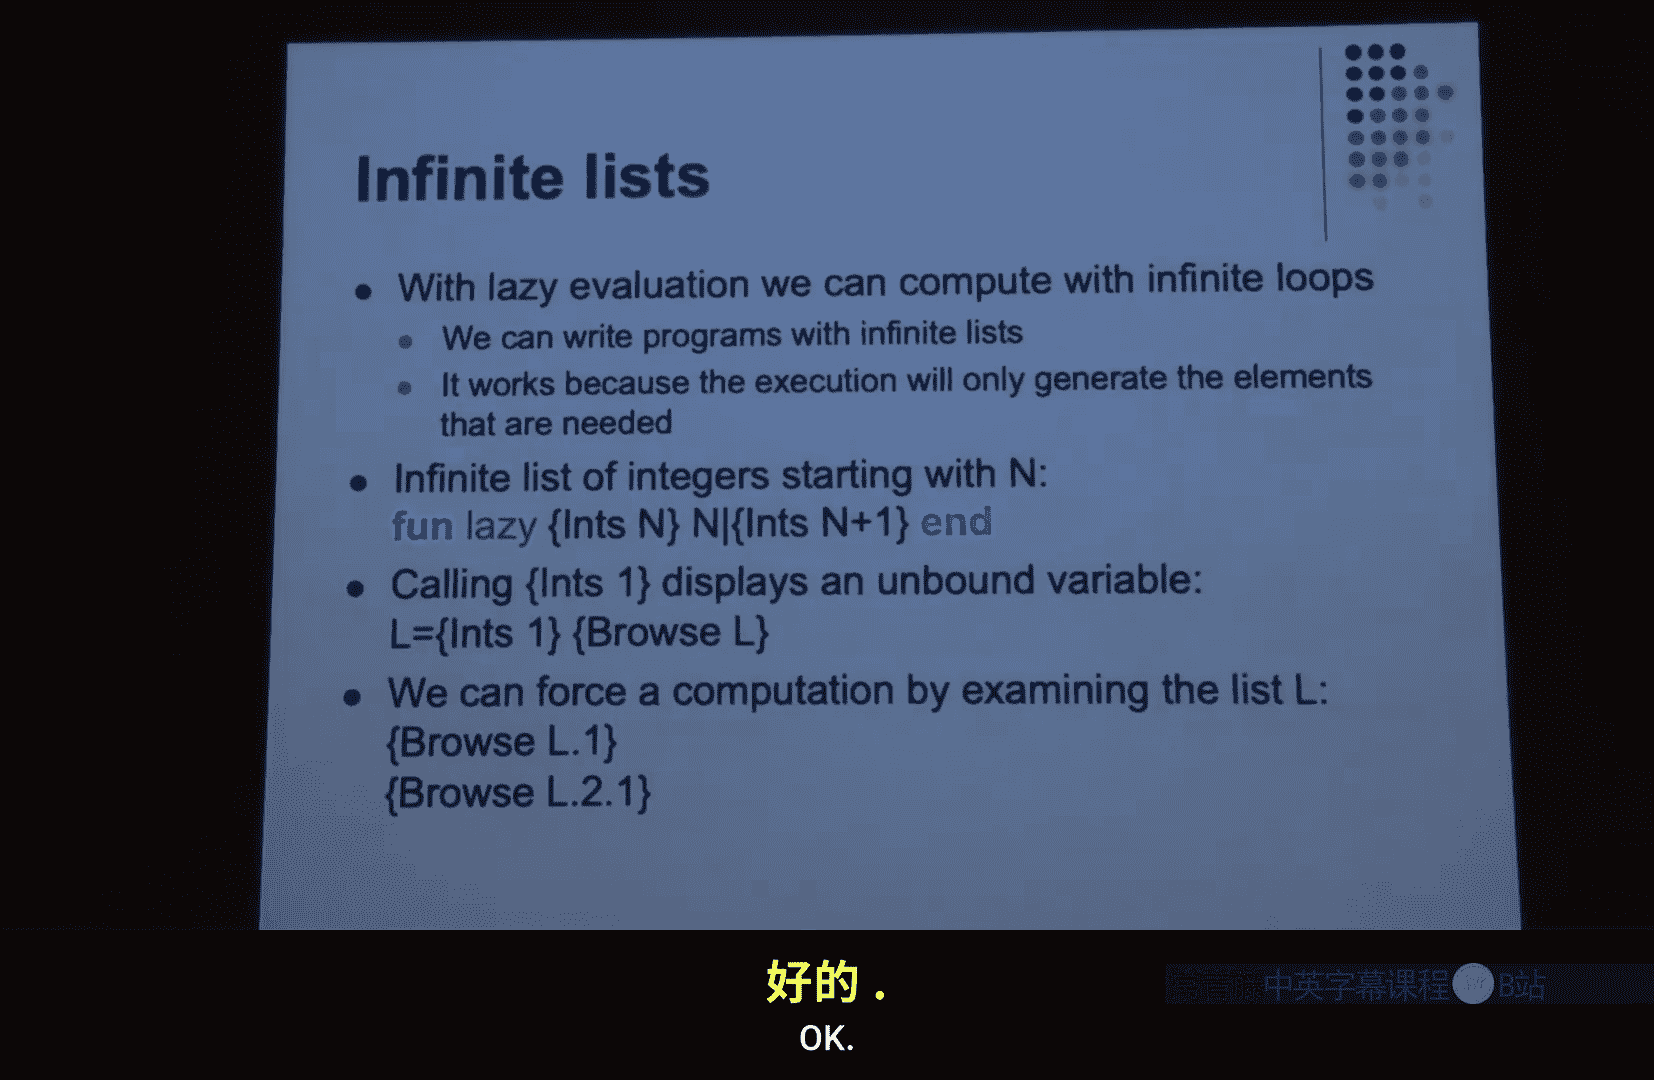 Infinite lists
With lazy evaluation we can compute with infinite loops
We can write programs with infinite lists
It works because the execution will only generate the elements
that are needed
Infinite list of integers starting with N:
fun lazy {Ints N} N|{Ints N+1} end
Calling {Ints 1} displays an unbound variable:
L={Ints 1} {Browse L}
We can force a computation by examining the list L:
{Browse L.1}
{Browse L.2.1}
好的 .
OK.
中英字幕课程 B站